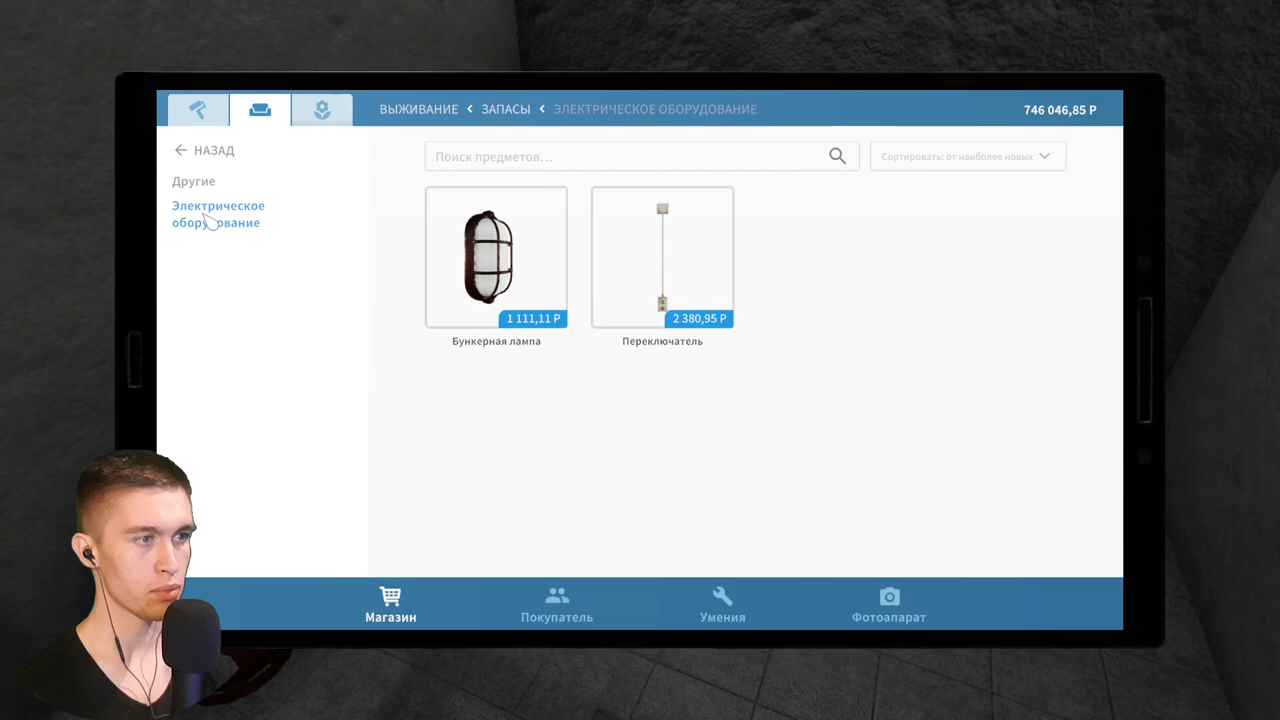 ВЫЖИВАНИЕ < ЗАПАСЫ < ЭЛЕКТРИЧЕСКОЕ ОБОРУДОВАНИЕ
746 046,85 Р
НАЗАД
Другие
Электрическое
оборудование
Поиск предметов...
Сортировать: от наиболее новых
1 111,11 Р
2 380,95 Р
Бункерная лампа
Переключатель
Магазин
Покупатель
Умения
Фотоапарат